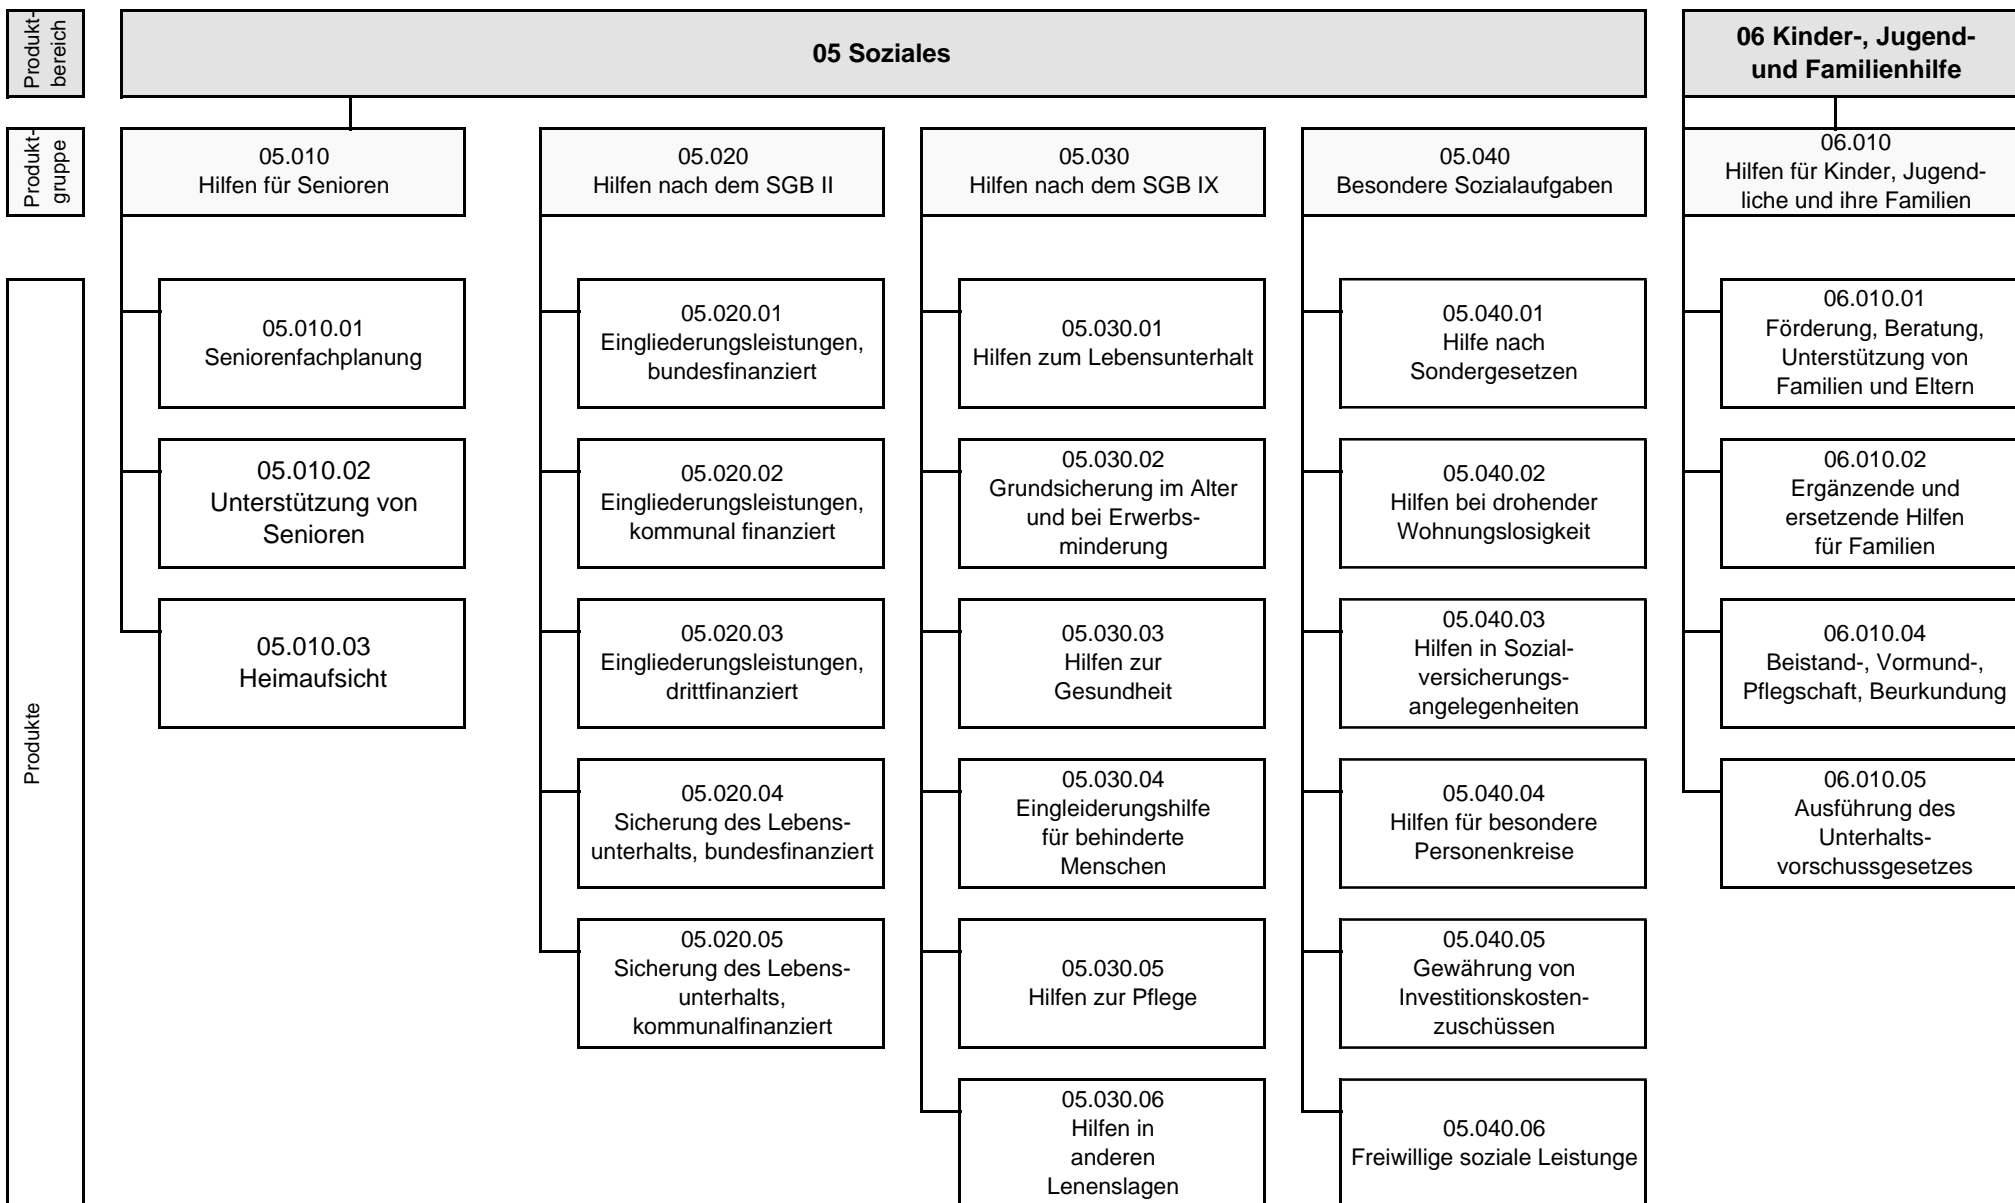 Produkt-
bereich
05 Soziales
06 Kinder-, Jugend-
und Familienhilfe
Produkt-
gruppe
05.010
Hilfen für Senioren
05.020
Hilfen nach dem SGB II
05.030
Hilfen nach dem SGB IX
05.040
Besondere Sozialaufgaben
06.010
Hilfen für Kinder, Jugend-
liche und ihre Familien
Produkte
05.010.01
Seniorenfachplanung
05.010.02
Unterstützung von
Senioren
05.010.03
Heimaufsicht
05.020.01
Eingliederungsleistungen,
bundesfinanziert
05.020.02
Eingliederungsleistungen,
kommunal finanziert
05.020.03
Eingliederungsleistungen,
drittfinanziert
05.020.04
Sicherung des Lebens-
unterhalts, bundesfinanziert
05.020.05
Sicherung des Lebens-
unterhalts,
kommunalfinanziert
05.030.01
Hilfen zum Lebensunterhalt
05.030.02
Grundsicherung im Alter
und bei Erwerbs-
minderung
05.030.03
Hilfen zur
Gesundheit
05.030.04
Eingleiderungshilfe
für behinderte
Menschen
05.030.05
Hilfen zur Pflege
05.030.06
Hilfen in
anderen
Lenenslagen
05.040.01
Hilfe nach
Sondergesetzen
05.040.02
Hilfen bei drohender
Wohnungslosigkeit
05.040.03
Hilfen in Sozial-
versicherungs-
angelegenheiten
05.040.04
Hilfen für besondere
Personenkreise
05.040.05
Gewährung von
Investitionskosten-
zuschüssen
05.040.06
Freiwillige soziale Leistunge
06.010.01
Förderung, Beratung,
Unterstützung von
Familien und Eltern
06.010.02
Ergänzende und
ersetzende Hilfen
für Familien
06.010.04
Beistand-, Vormund-,
Pflegschaft, Beurkundung
06.010.05
Ausführung des
Unterhalts-
vorschussgesetzes